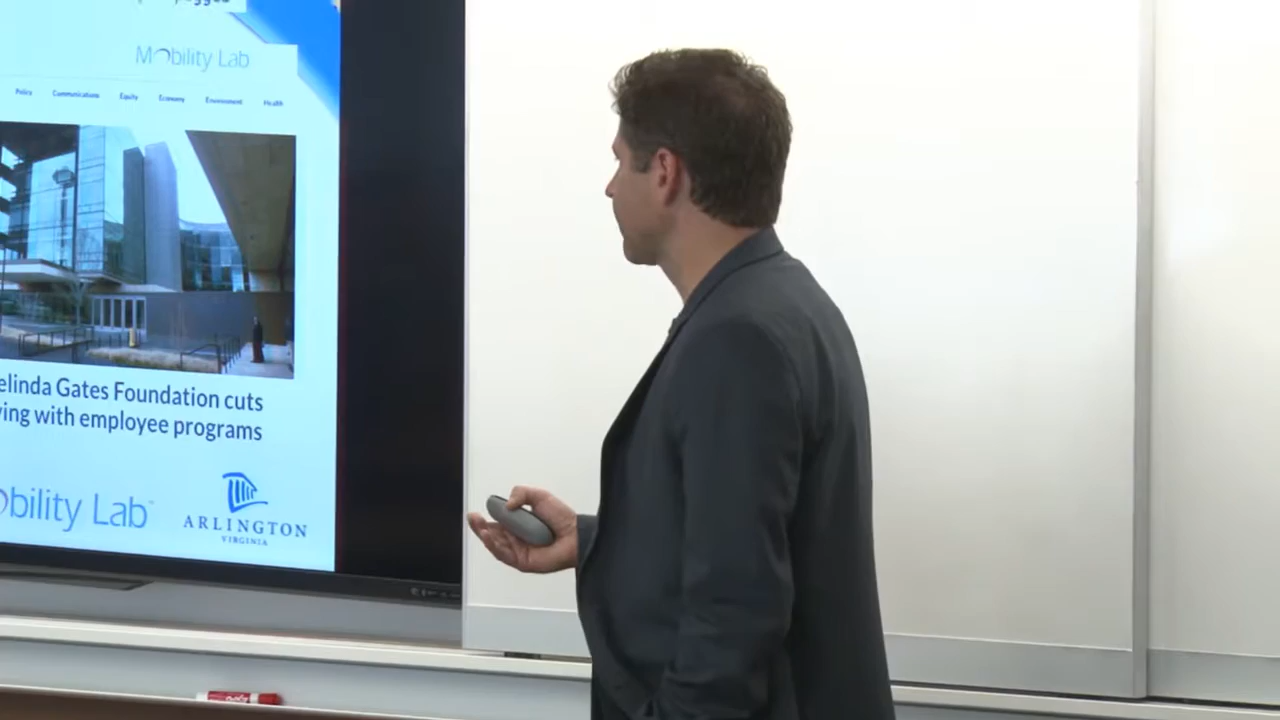 Mobility Lab
Policy Communications Equity Economy Environment Health
elinda Gates Foundation cuts
ving with employee programs
bility Lab
ARLINGTON
VIRGINIA